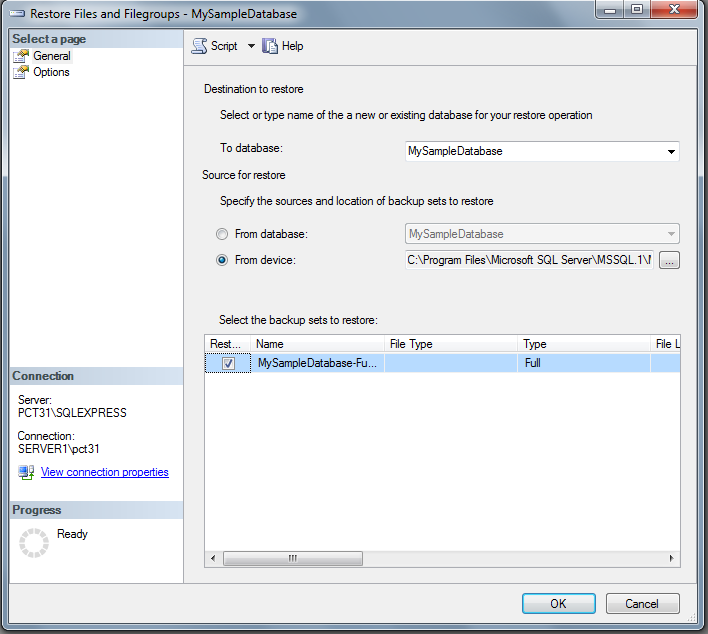 Restore Files and Filegroups - MySampleDatabase
Select a page
General
Options
Script
Help
Destination to restore
Select or type name of the a new or existing database for your restore operation
To database:
MySampleDatabase
Source for restore
Specify the sources and location of backup sets to restore
From database:
MySampleDatabase
From device:
C:\Program Files\Microsoft SQL Server\MSSQL.1\
...
Select the backup sets to restore:
Rest... Name File Type Type File L
MySampleDatabase-Fu... Full
Connection
Server:
PCT31\SQLEXPRESS
Connection:
SERVER1\pct31
View connection properties
Progress
Ready
OK
Cancel